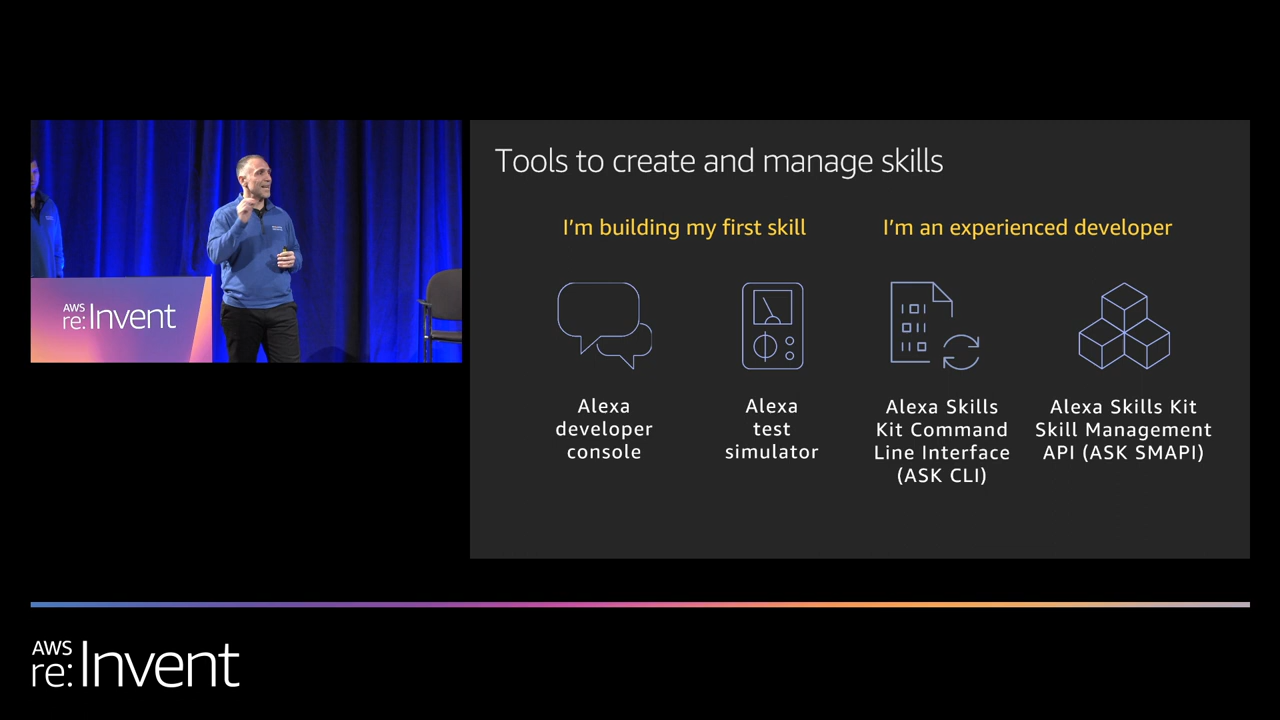 AWS
re:Invent
Tools to create and manage skills
I'm building my first skill
I'm an experienced developer
Alexa
developer
console
Alexa
test
simulator
Alexa Skills
Kit Command
Line Interface
(ASK CLI)
Alexa Skills Kit
Skill Management
API (ASK SMAPI)
AWS
re:Invent